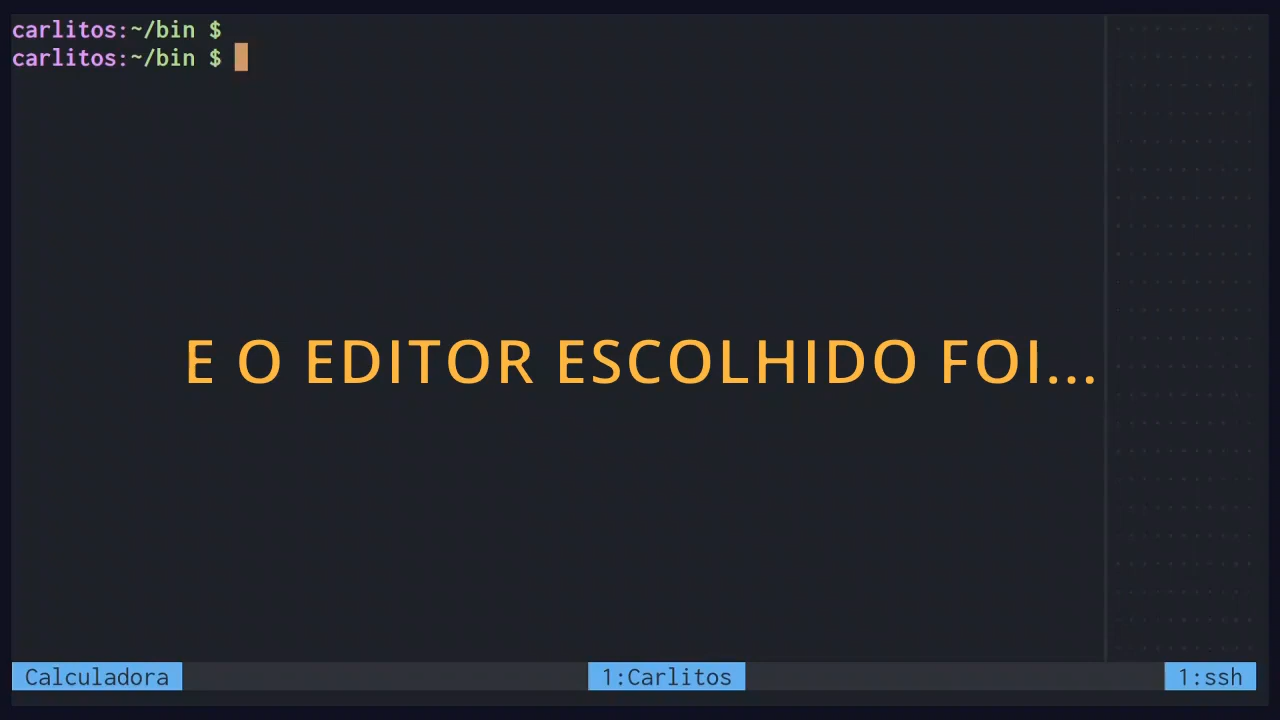 carlitos:~/bin $
carlitos:~/bin $
E O EDITOR ESCOLHIDO FOI...
Calculadora 1:Carlitos 1:ssh